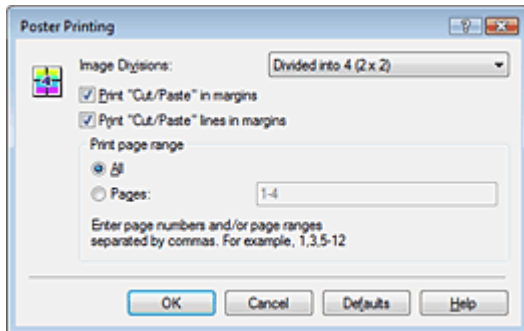 Poster Printing
Image Divisions: Divided into 4 (2 x 2)
4
Print "Cut/Paste" in margins
Print "Cut/Paste" lines in margins
Print page range
All
Pages: 1-4
Enter page numbers and/or page ranges
separated by commas. For example, 1,3,5-12
OK Cancel Defaults Help